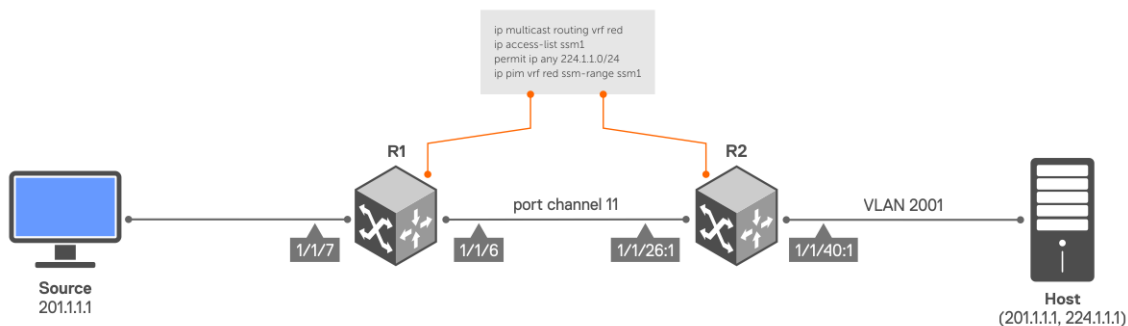 ip multicast routing vrf red
ip access-list ssm1
permit ip any 224.1.1.0/24
ip pim vrf red ssm-range ssm1
R1
R2
port channel 11
VLAN 2001
1/1/7
1/1/6
1/1/26:1
1/1/40:1
Source
201.1.1.1
Host
(201.1.1.1, 224.1.1.1)